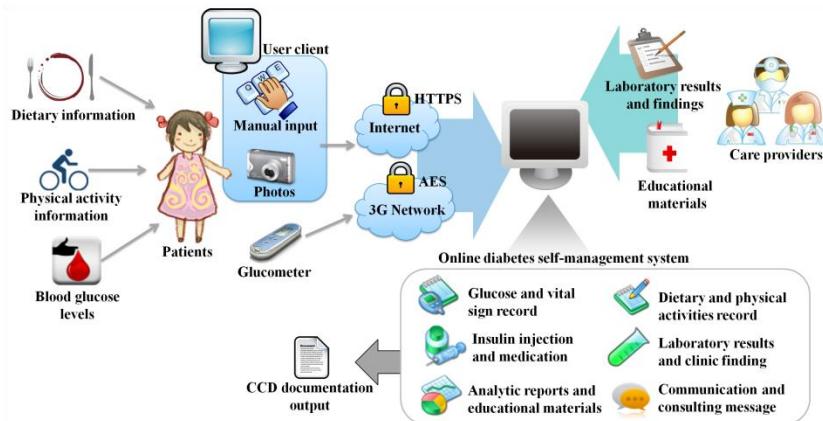 User client
HTTPS
Laboratory results
and findings
Dietary information
Manual input
Internet
Care providers
AES
Physical activity
information
Photos
3G Network
Educational
materials
Patients
Glucometer
Online diabetes self-management system
Blood glucose
levels
Glucose and vital
sign record
Dietary and physical
activities record
Insulin injection
and medication
Laboratory results
and clinic finding
CCD documentation
output
Analytic reports and
educational materials
Communication and
consulting message
Q W E